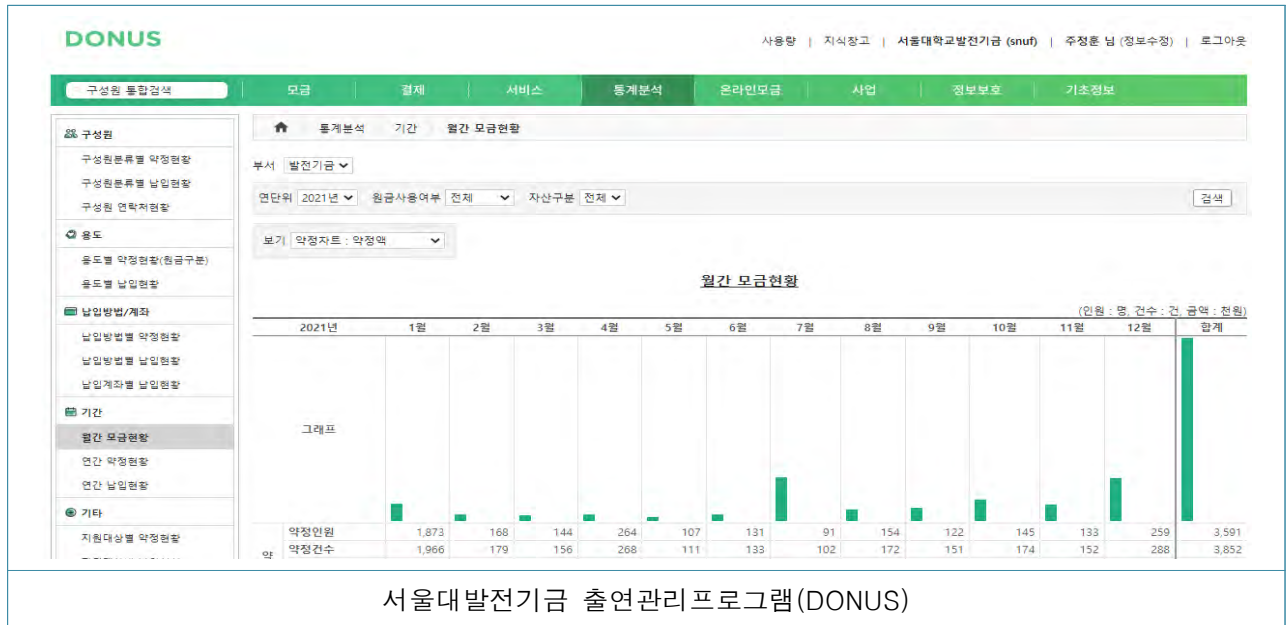 DONUS
사용량 | 지식창고 | 서울대학교발전기금 (snuf) | 주정훈 님 (정보수정) | 로그아웃
구성원 통합검색 모금 결제 서비스 통계분석 온라인모금 사업 정보보호 기초정보
통계분석 기간 월간 모금현황
구성원
구성원분류별 약정현황
구성원분류별 납입현황
구성원 연락처현황
용도
용도별 약정현황(원금구분)
용도별 납입현황
납입방법/계좌
납입방법별 약정현황
납입방법별 납입현황
납입계좌별 납입현황
기간
월간 모금현황
연간 약정현황
연간 납입현황
기타
지원대상별 약정현황
부서 발전기금
연단위 2021년 원금사용여부 전체 자산구분 전체 검색
보기 약정차트 : 약정액
월간 모금현황
(인원 : 명, 건수 : 건, 금액 : 천원)
2021년 1월 2월 3월 4월 5월 6월 7월 8월 9월 10월 11월 12월 합계
그래프
약정인원 1,873 168 144 264 107 131 91 154 122 145 133 259 3,591
약 약정건수 1,966 179 156 268 111 133 102 172 151 174 152 288 3,852
서울대발전기금 출연관리프로그램(DONUS)